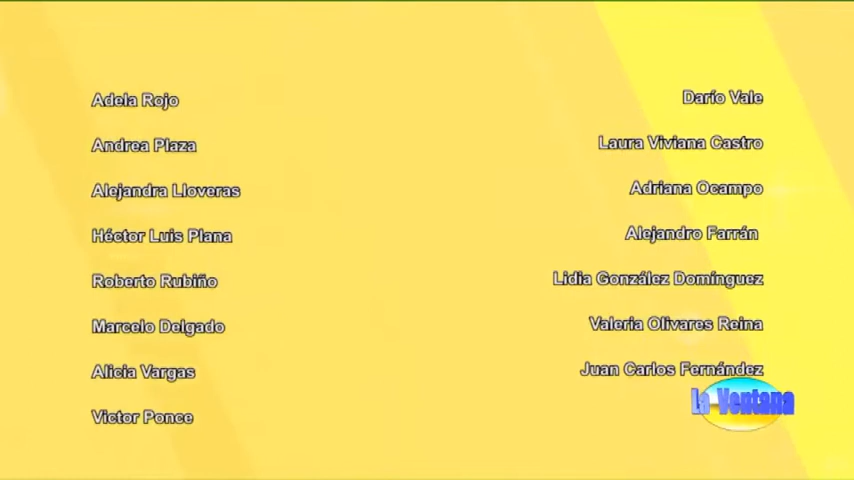 Adela Rojo
Andrea Plaza
Alejandra Lloveras
Héctor Luis Plana
Roberto Rubiño
Marcelo Delgado
Alicia Vargas
Victor Ponce
Darío Vale
Laura Viviana Castro
Adriana Ocampo
Alejandro Farrán
Lidia González Domínguez
Valeria Olivares Reina
Juan Carlos Fernández
La Ventana